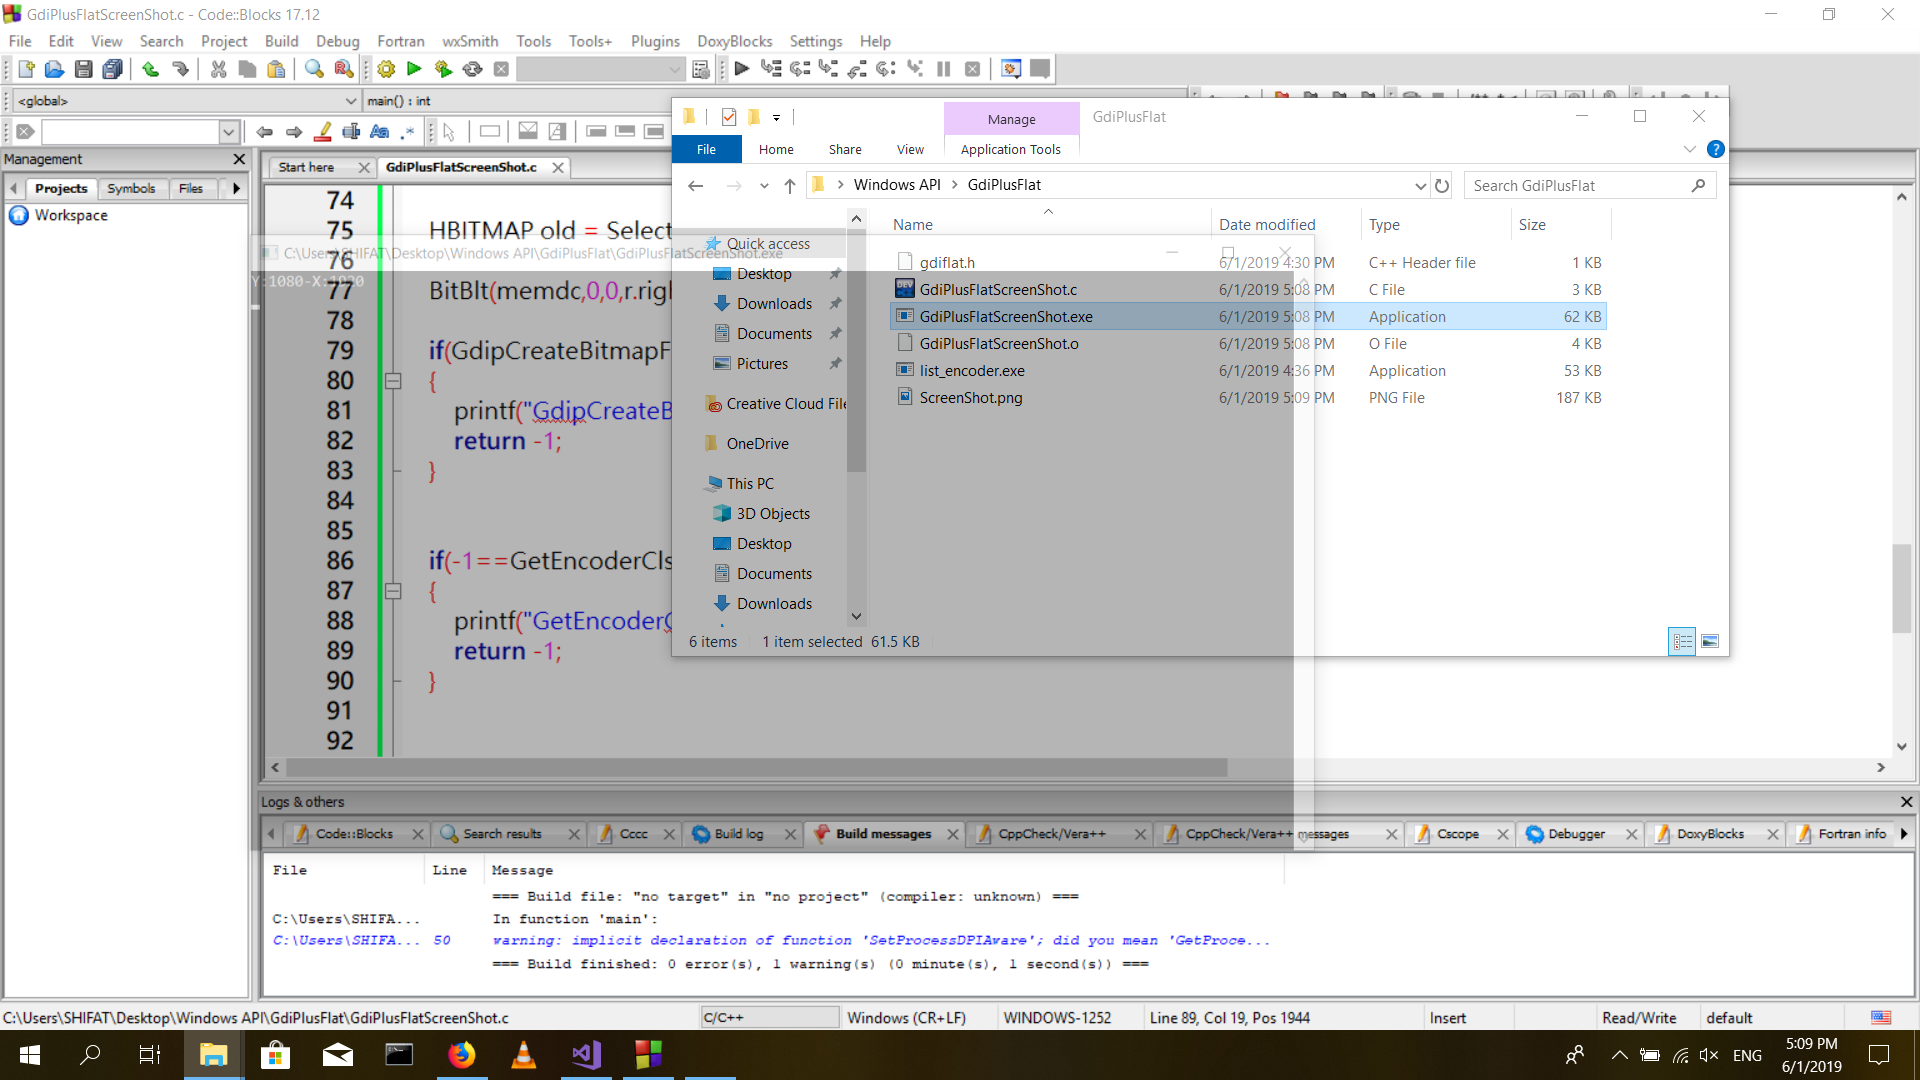 GdiPlusFlatScreenShot.c - Code::Blocks 17.12
File Edit View Search Project Build Debug Fortran wxSmith Tools Tools+ Plugins DoxyBlocks Settings Help
<global> main() : int
Management
Projects Symbols Files
Workspace
Start here GdiPlusFlatScreenShot.c
74
75 HBITMAP old = Select
76
77 BitBlt(memdc,0,0,r.righ
78
79 if(GdipCreateBitmapF
80 {
81 printf("GdipCreateB
82 return -1;
83 }
84
85
86 if(-1==GetEncoderCls
87 {
88 printf("GetEncoderC
89 return -1;
90 }
91
92
C:\Users\SHIFAT\Desktop\Windows API\GdiPlusFlat\GdiPlusFlatScreenShot.exe
Y:1080-X:1920
Manage GdiPlusFlat
File Home Share View Application Tools
Windows API GdiPlusFlat
Search GdiPlusFlat
Name Date modified Type Size
gdiflat.h 6/1/2019 4:30 PM C++ Header file 1 KB
GdiPlusFlatScreenShot.c 6/1/2019 5:08 PM C File 3 KB
GdiPlusFlatScreenShot.exe 6/1/2019 5:08 PM Application 62 KB
GdiPlusFlatScreenShot.o 6/1/2019 5:08 PM O File 4 KB
list_encoder.exe 6/1/2019 4:36 PM Application 53 KB
ScreenShot.png 6/1/2019 5:09 PM PNG File 187 KB
Quick access
Desktop
Downloads
Documents
Pictures
Creative Cloud File
OneDrive
This PC
3D Objects
Desktop
Documents
Downloads
6 items 1 item selected 61.5 KB
Logs & others
Code::Blocks Search results Cccc Build log Build messages CppCheck/Vera++ CppCheck/Vera++ messages Cscope Debugger DoxyBlocks Fortran info
File Line Message
=== Build file: "no target" in "no project" (compiler: unknown) ===
C:\Users\SHIFA... In function 'main':
C:\Users\SHIFA... 50 warning: implicit declaration of function 'SetProcessDPIAware'; did you mean 'GetProce...
=== Build finished: 0 error(s), 1 warning(s) (0 minute(s), 1 second(s)) ===
C:\Users\SHIFAT\Desktop\Windows API\GdiPlusFlat\GdiPlusFlatScreenShot.c C/C++ Windows (CR+LF) WINDOWS-1252 Line 89, Col 19, Pos 1944 Insert Read/Write default
ENG
5:09 PM
6/1/2019